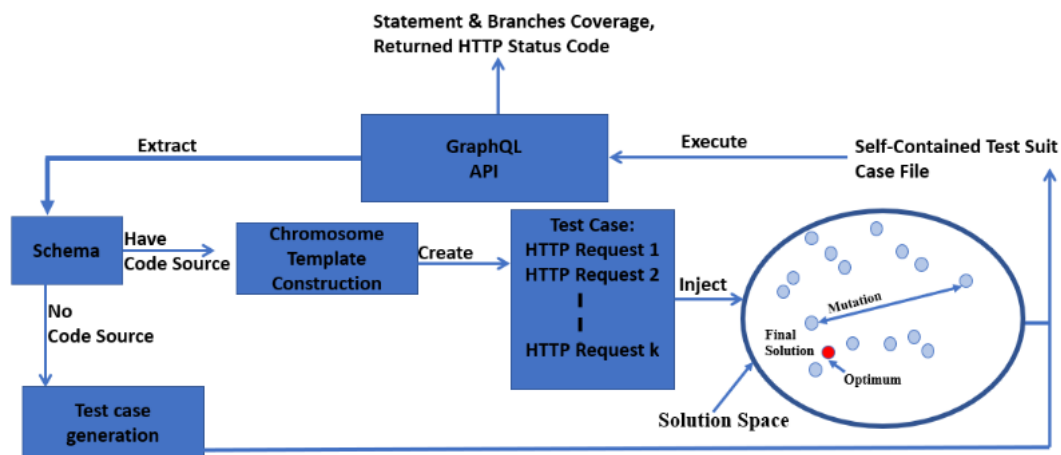 Statement & Branches Coverage,
Returned HTTP Status Code
Extract
GraphQL
API
Execute
Self-Contained Test Suit
Case File
Schema
Have
Code Source
Chromosome
Template
Construction
Create
Test Case:
HTTP Request 1
HTTP Request 2
HTTP Request k
Inject
Mutation
Final
Solution
Optimum
Solution Space
No
Code Source
Test case
generation